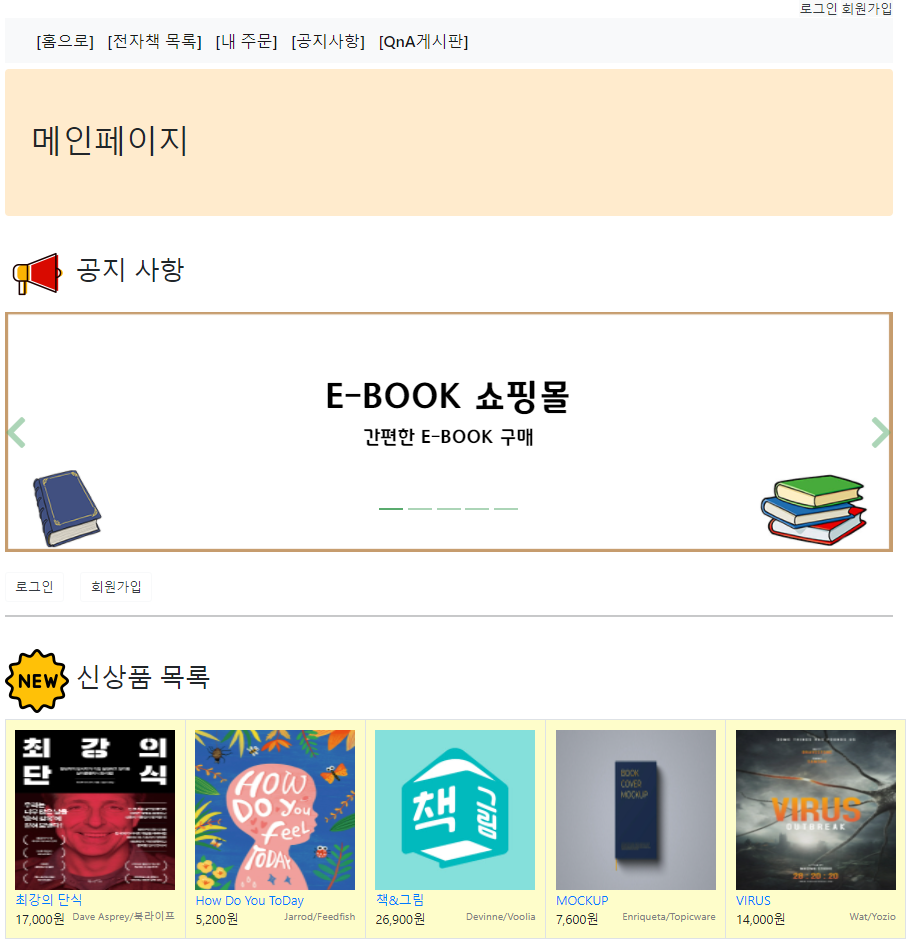 로그인 회원가입
[홈으로] [전자책 목록] [내 주문] [공지사항] [QnA게시판]
메인페이지
공지 사항
E-BOOK 쇼핑몰
간편한 E-BOOK 구매
로그인 회원가입
NEW 신상품 목록
최강의
단식
HOW
DO You
feel
TODAY
책그림
BOOK
COVER
MOCKUP
VIRUS
OUTBREAK
28 20 20
최강의 단식
17,000원 Dave Asprey/북라이프
How Do You ToDay
5,200원 Jarrod/Feedfish
책&그림
26,900원 Devinne/Voolia
MOCKUP
7,600원 Enriqueta/Topicware
VIRUS
14,000원 Wat/Yozio